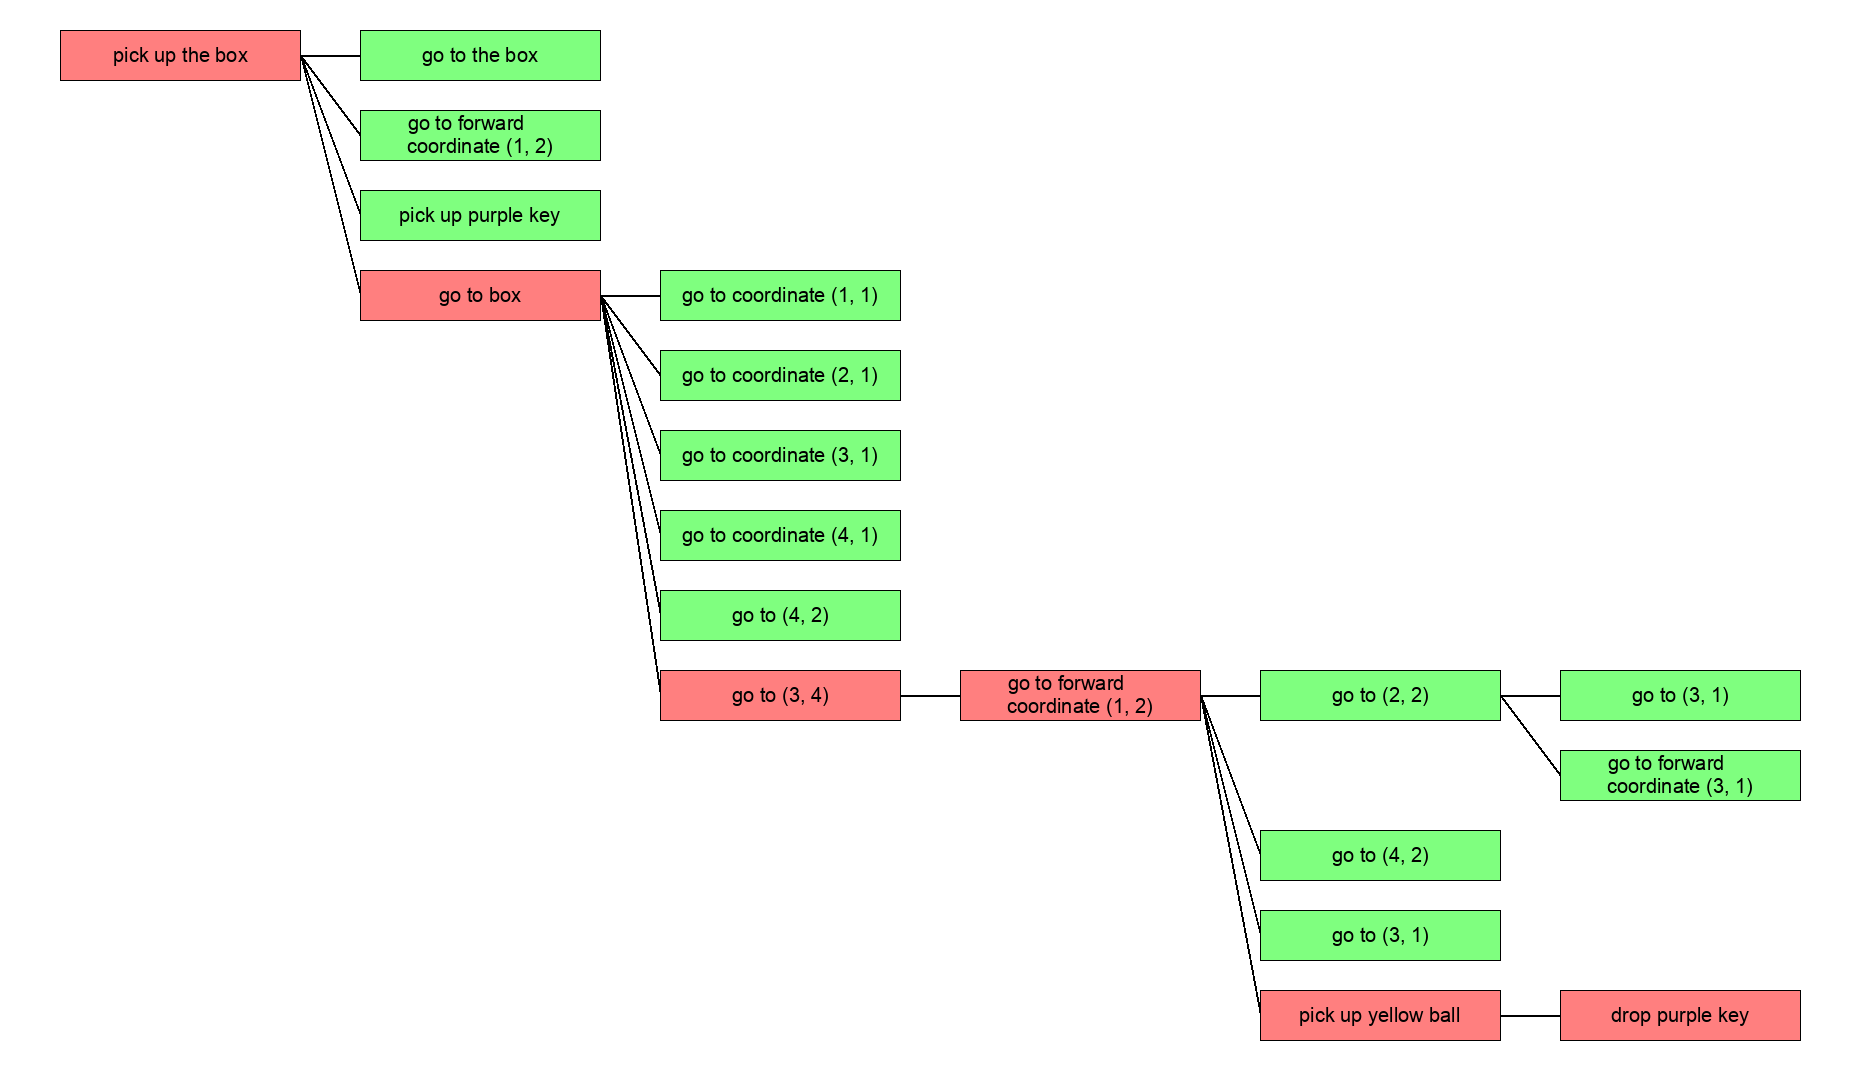 pick up the box
go to the box
go to forward
coordinate (1, 2)
pick up purple key
go to box
go to coordinate (1, 1)
go to coordinate (2, 1)
go to coordinate (3, 1)
go to coordinate (4, 1)
go to (4, 2)
go to (3, 4)
go to forward
coordinate (1, 2)
go to (2, 2)
go to (3, 1)
go to forward
coordinate (3, 1)
go to (4, 2)
go to (3, 1)
pick up yellow ball
drop purple key